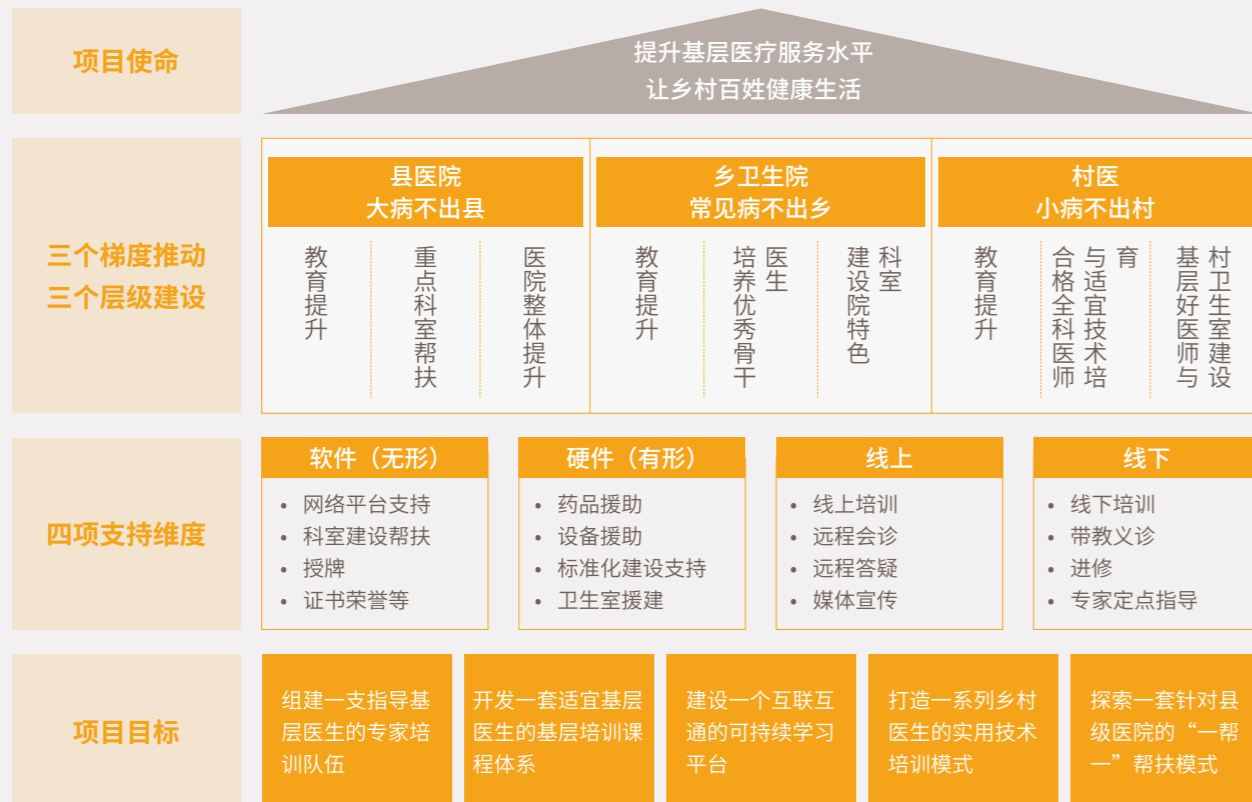 项目使命
提升基层医疗服务水平
让乡村百姓健康生活
三个梯度推动
三个层级建设
县医院
大病不出县
教育提升
重点科室帮扶
医院整体提升
乡卫生院
常见病不出乡
教育提升
培养优秀骨干
医生
建设院特色
科室
村医
小病不出村
教育提升
合格全科医师
与适宜技术培
育
基层好医师与
村卫生室建设
四项支持维度
软件（无形）
• 网络平台支持
• 科室建设帮扶
• 授牌
• 证书荣誉等
硬件（有形）
• 药品援助
• 设备援助
• 标准化建设支持
• 卫生室援建
线上
• 线上培训
• 远程会诊
• 远程答疑
• 媒体宣传
线下
• 线下培训
• 带教义诊
• 进修
• 专家定点指导
项目目标
组建一支指导基
层医生的专家培
训队伍
开发一套适宜基层
医生的基层培训课
程体系
建设一个互联互
通的可持续学习
平台
打造一系列乡村
医生的实用技术
培训模式
探索一套针对县
级医院的“一帮
一”帮扶模式